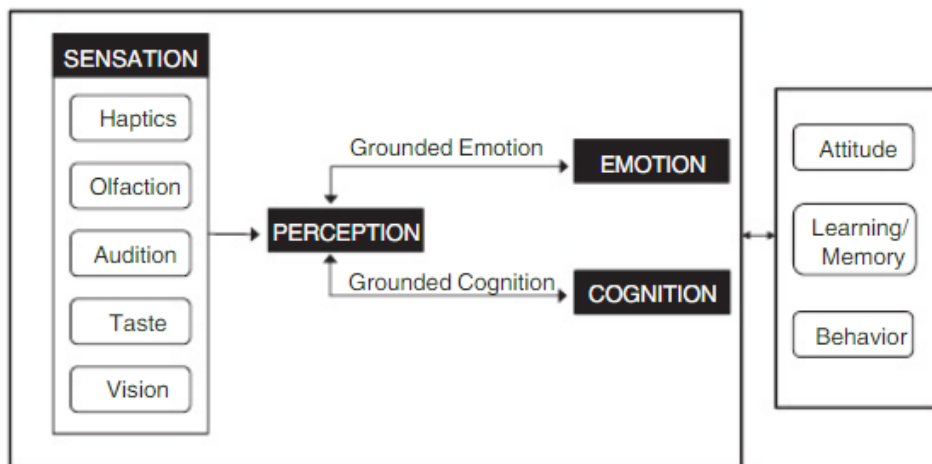 SENSATION
Haptics
Olfaction
Audition
Taste
Vision
PERCEPTION
Grounded Emotion
EMOTION
Grounded Cognition
COGNITION
Attitude
Learning/
Memory
Behavior